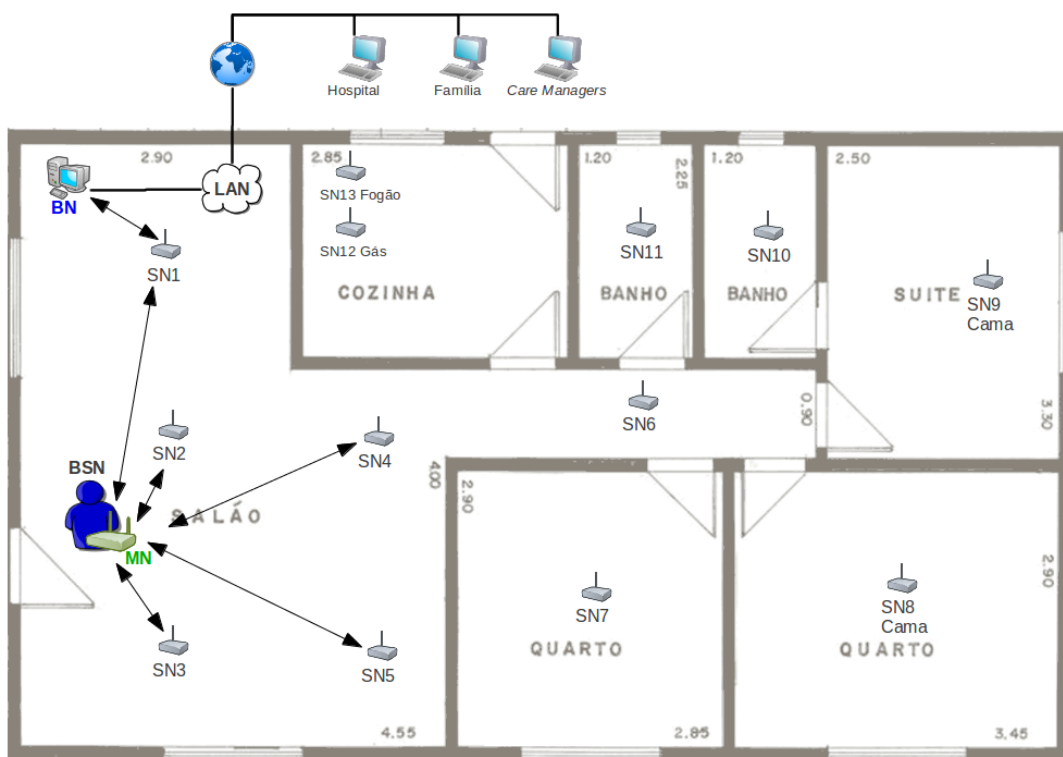 Hospital
Família
Care Managers
2.90
LAN
BN
SN1
2.85
SN13 Fogão
SN12 Gás
COZINHA
1.20
2.25
SN11
BANHO
1.20
SN10
BANHO
2.50
SUITE
SN9
Cama
3.30
SN2
SN4
SN6
0.90
BSN
4.00
SALÃO
MN
SN3
SN5
4.55
2.90
SN7
QUARTO
2.85
2.90
SN8
Cama
QUARTO
3.45